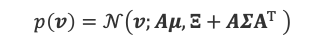 p(𝒗) = 𝒩(𝒗; 𝑨𝝁, 𝚵 + 𝑨𝜮𝐀ᵀ )